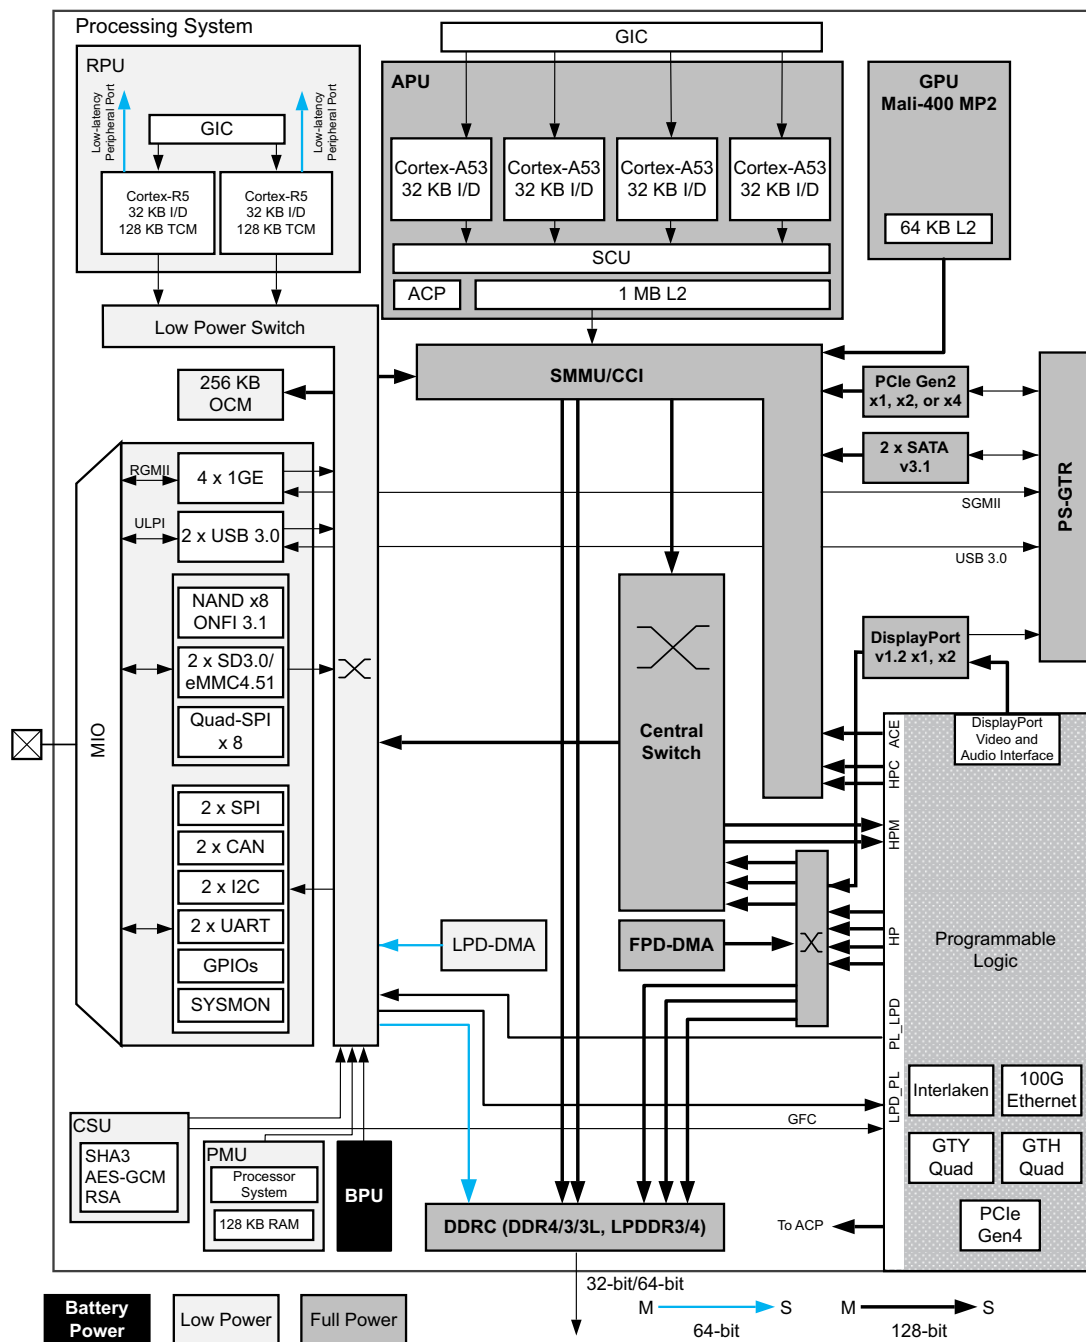 Processing System
RPU
Low-latency
Peripheral Port
Low-latency
Peripheral Port
GIC
Cortex-R5
32 KB I/D
128 KB TCM
Cortex-R5
32 KB I/D
128 KB TCM
GIC
APU
Cortex-A53
32 KB I/D
Cortex-A53
32 KB I/D
Cortex-A53
32 KB I/D
Cortex-A53
32 KB I/D
SCU
ACP
1 MB L2
GPU
Mali-400 MP2
64 KB L2
Low Power Switch
256 KB
OCM
SMMU/CCI
PCIe Gen2
x1, x2, or x4
2 x SATA
v3.1
PS-GTR
SGMII
USB 3.0
MIO
RGMII
4 x 1GE
ULPI
2 x USB 3.0
NAND x8
ONFI 3.1
2 x SD3.0/
eMMC4.51
Quad-SPI
x 8
2 x SPI
2 x CAN
2 x I2C
2 x UART
GPIOs
SYSMON
Central
Switch
DisplayPort
v1.2 x1, x2
DisplayPort
Video and
Audio Interface
ACE
HPC
HPM
HP
PL_LPD
LPD_PL
Programmable
Logic
LPD-DMA
FPD-DMA
Interlaken
100G
Ethernet
GTY
Quad
GTH
Quad
PCIe
Gen4
GFC
CSU
SHA3
AES-GCM
RSA
PMU
Processor
System
128 KB RAM
BPU
DDRC (DDR4/3/3L, LPDDR3/4)
To ACP
32-bit/64-bit
Battery
Power
Low Power
Full Power
M
S
64-bit
M
S
128-bit